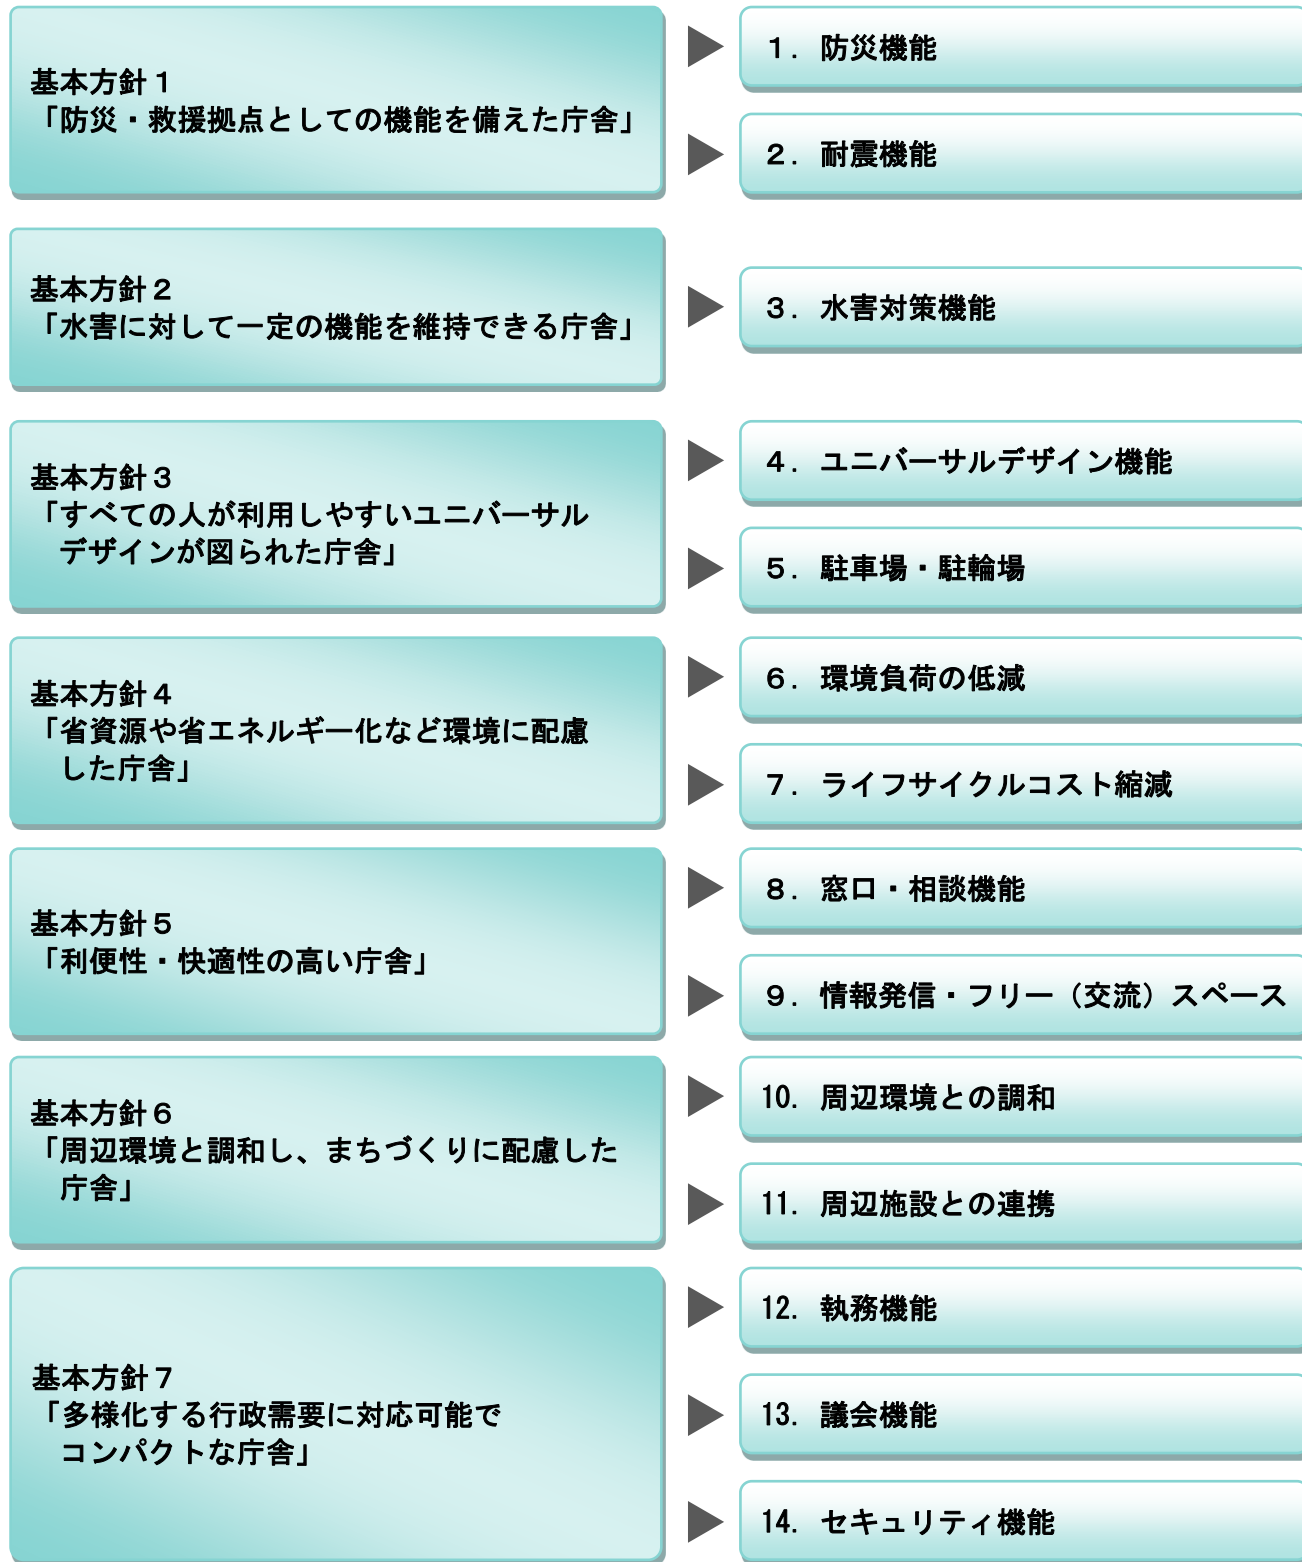 基本方針１
「防災・救援拠点としての機能を備えた庁舎」
１．防災機能
２．耐震機能
基本方針２
「水害に対して一定の機能を維持できる庁舎」
３．水害対策機能
基本方針３
「すべての人が利用しやすいユニバーサル
デザインが図られた庁舎」
４．ユニバーサルデザイン機能
５．駐車場・駐輪場
基本方針４
「省資源や省エネルギー化など環境に配慮
した庁舎」
６．環境負荷の低減
７．ライフサイクルコスト縮減
基本方針５
「利便性・快適性の高い庁舎」
８．窓口・相談機能
９．情報発信・フリー（交流）スペース
基本方針６
「周辺環境と調和し、まちづくりに配慮した
庁舎」
10．周辺環境との調和
11．周辺施設との連携
基本方針７
「多様化する行政需要に対応可能で
コンパクトな庁舎」
12．執務機能
13．議会機能
14．セキュリティ機能